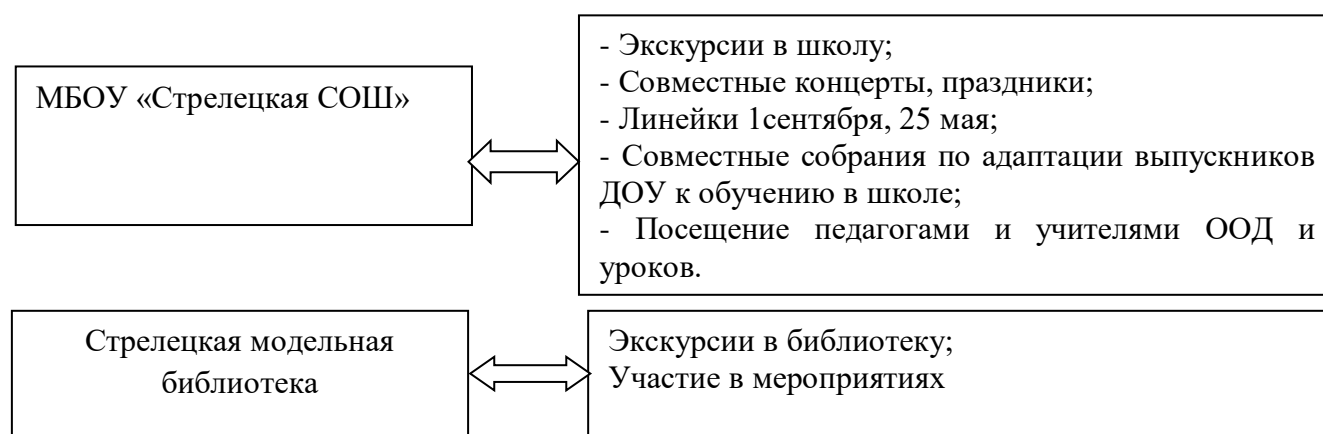 МБОУ «Стрелецкая СОШ»
- Экскурсии в школу;
- Совместные концерты, праздники;
- Линейки 1сентября, 25 мая;
- Совместные собрания по адаптации выпускников
ДОУ к обучению в школе;
- Посещение педагогами и учителями ООД и
уроков.
Стрелецкая модельная
библиотека
Экскурсии в библиотеку;
Участие в мероприятиях